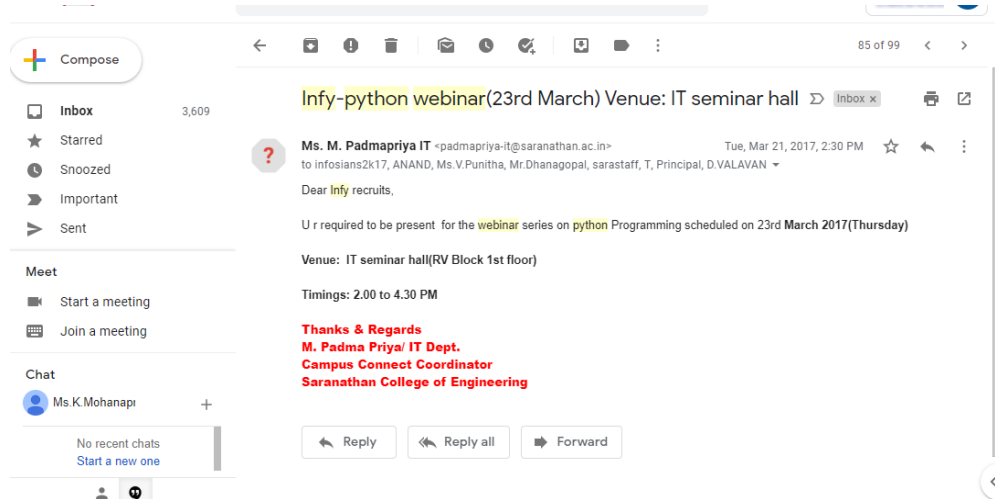 Compose
85 of 99
Infy-python webinar(23rd March) Venue: IT seminar hall Inbox x
Inbox 3,609
Starred
Snoozed
Important
Sent
Ms. M. Padmapriya IT <padmapriya-it@saranathan.ac.in> Tue, Mar 21, 2017, 2:30 PM
to infosians2k17, ANAND, Ms.V.Punitha, Mr.Dhanagopal, sarastaff, T, Principal, D.VALAVAN
Dear Infy recruits,
U r required to be present for the webinar series on python Programming scheduled on 23rd March 2017(Thursday)
Venue: IT seminar hall(RV Block 1st floor)
Timings: 2.00 to 4.30 PM
Thanks & Regards
M. Padma Priya/ IT Dept.
Campus Connect Coordinator
Saranathan College of Engineering
Reply Reply all Forward
Meet
Start a meeting
Join a meeting
Chat
Ms.K.Mohanapr
No recent chats
Start a new one